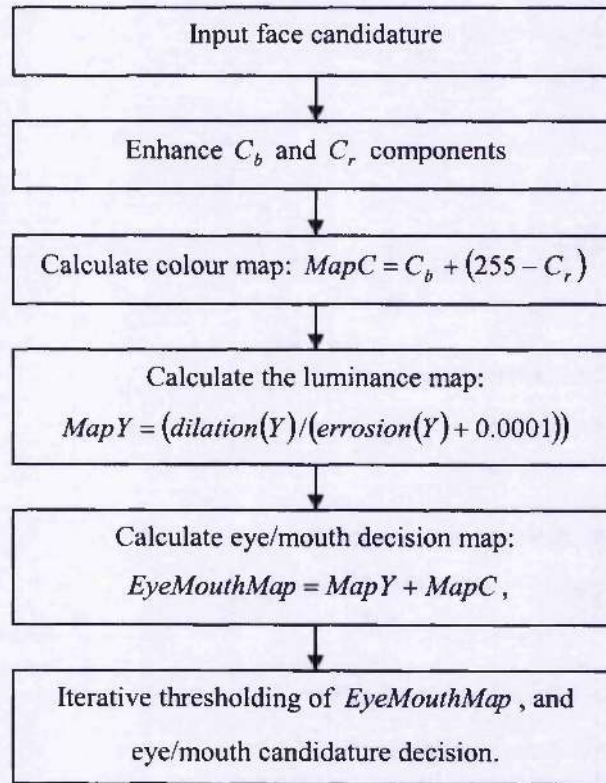 Input face candidature
Enhance C_b and C_r components
Calculate colour map: MapC = C_b + (255 − C_r)
Calculate the luminance map:
MapY = (dilation(Y)/(errosion(Y) + 0.0001))
Calculate eye/mouth decision map:
EyeMouthMap = MapY + MapC ,
Iterative thresholding of EyeMouthMap , and
eye/mouth candidature decision.